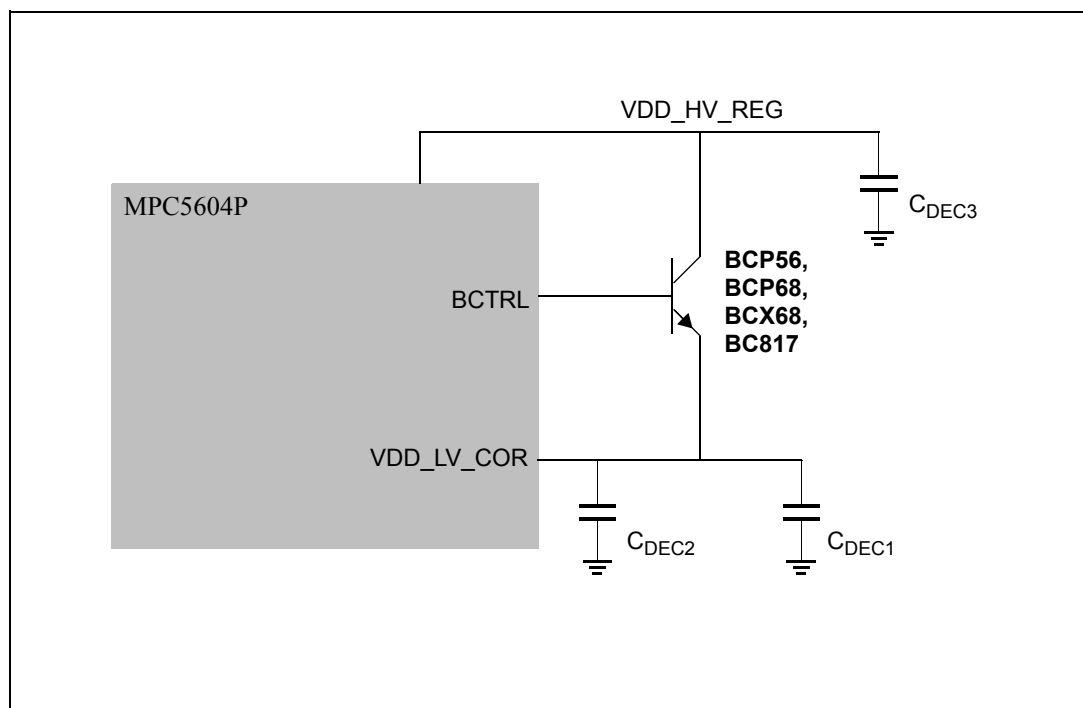 VDD_HV_REG
MPC5604P
CDEC3
BCP56,
BCP68,
BCX68,
BC817
BCTRL
VDD_LV_COR
CDEC2
CDEC1